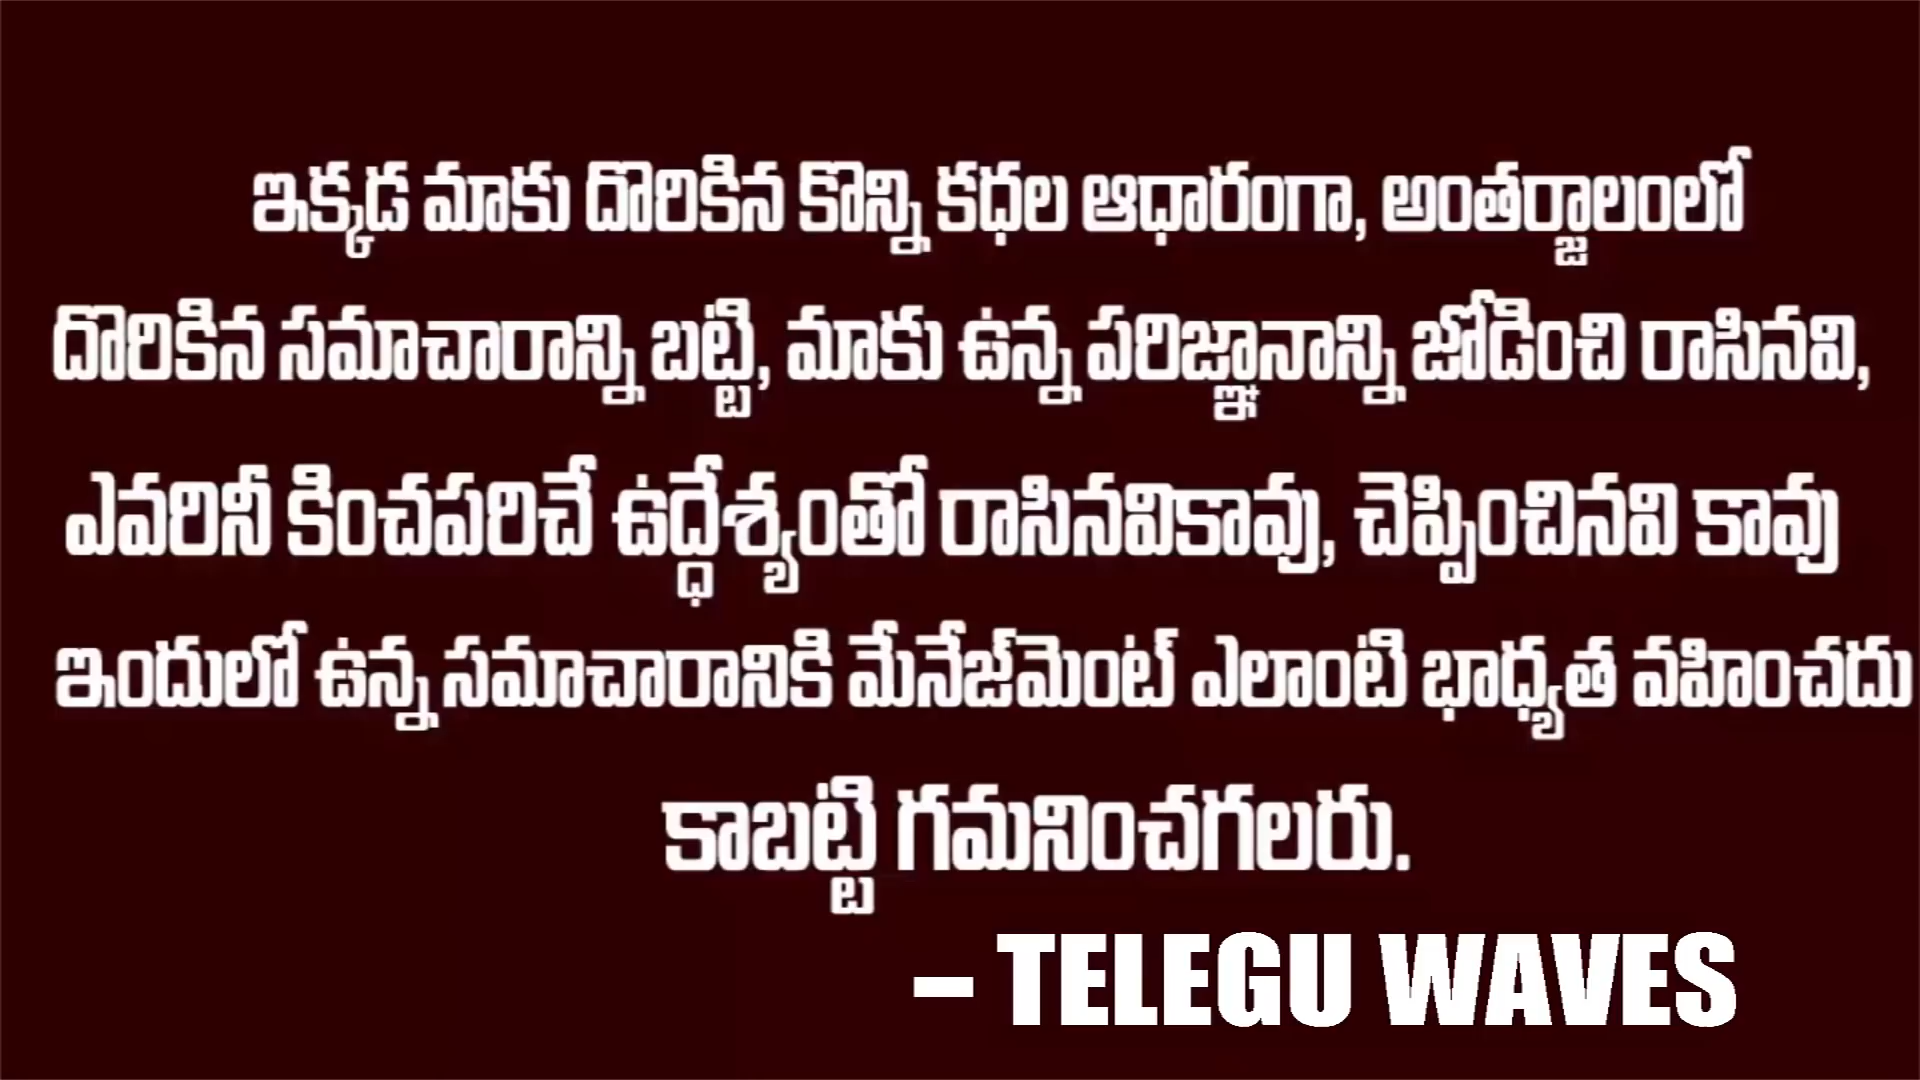 ఇక్కడ మాకు దొరికిన కొన్ని కధల ఆధారంగా, అంతర్జాలంలో
దొరికిన సమాచారాన్ని బట్టి, మాకు ఉన్న పరిజ్ఞానాన్ని జోడించి రాసినవి,
ఎవరినీ కించపరిచే ఉద్ధేశ్యంతో రాసినవికావు, చెప్పించినవి కావు
ఇందులో ఉన్న సమాచారానికి మేనేజ్‌మెంట్ ఎలాంటి భాధ్యత వహించదు
కాబట్టి గమనించగలరు.
– TELEGU WAVES